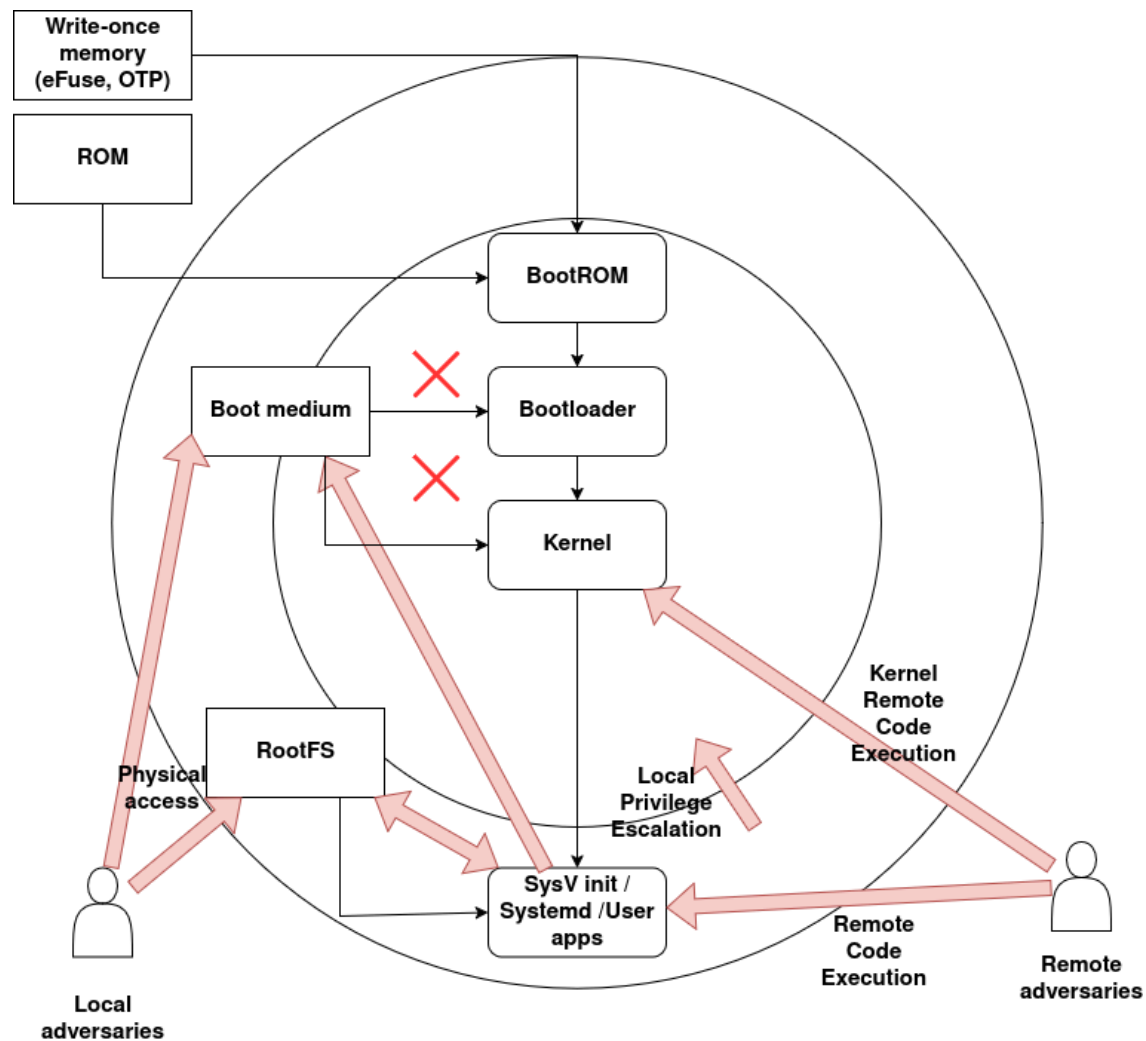 Write-once
memory
(eFuse, OTP)
ROM
BootROM
Boot medium
Bootloader
Kernel
Kernel
Remote
Code
Execution
RootFS
Physical
access
Local
Privilege
Escalation
SysV init /
Systemd /User
apps
Remote
Code
Execution
Local
adversaries
Remote
adversaries